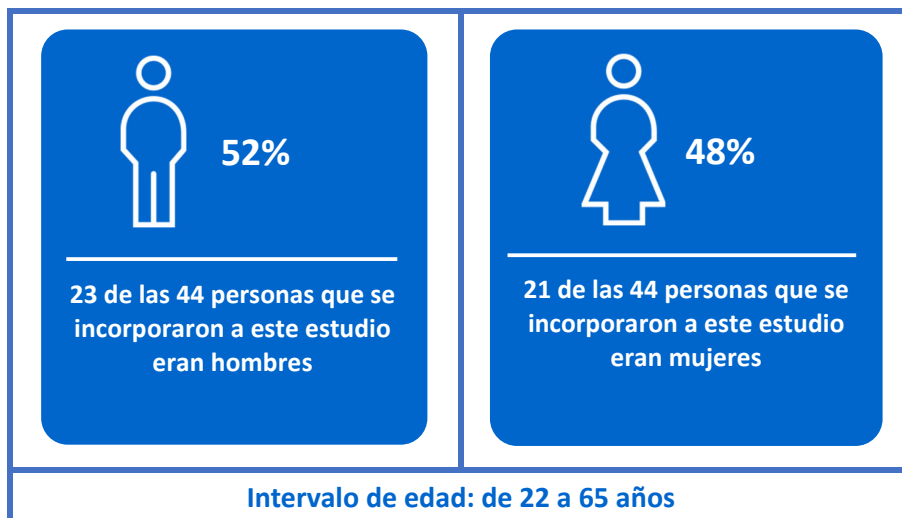 52%
23 de las 44 personas que se
incorporaron a este estudio
eran hombres
48%
21 de las 44 personas que se
incorporaron a este estudio
eran mujeres
Intervalo de edad: de 22 a 65 años